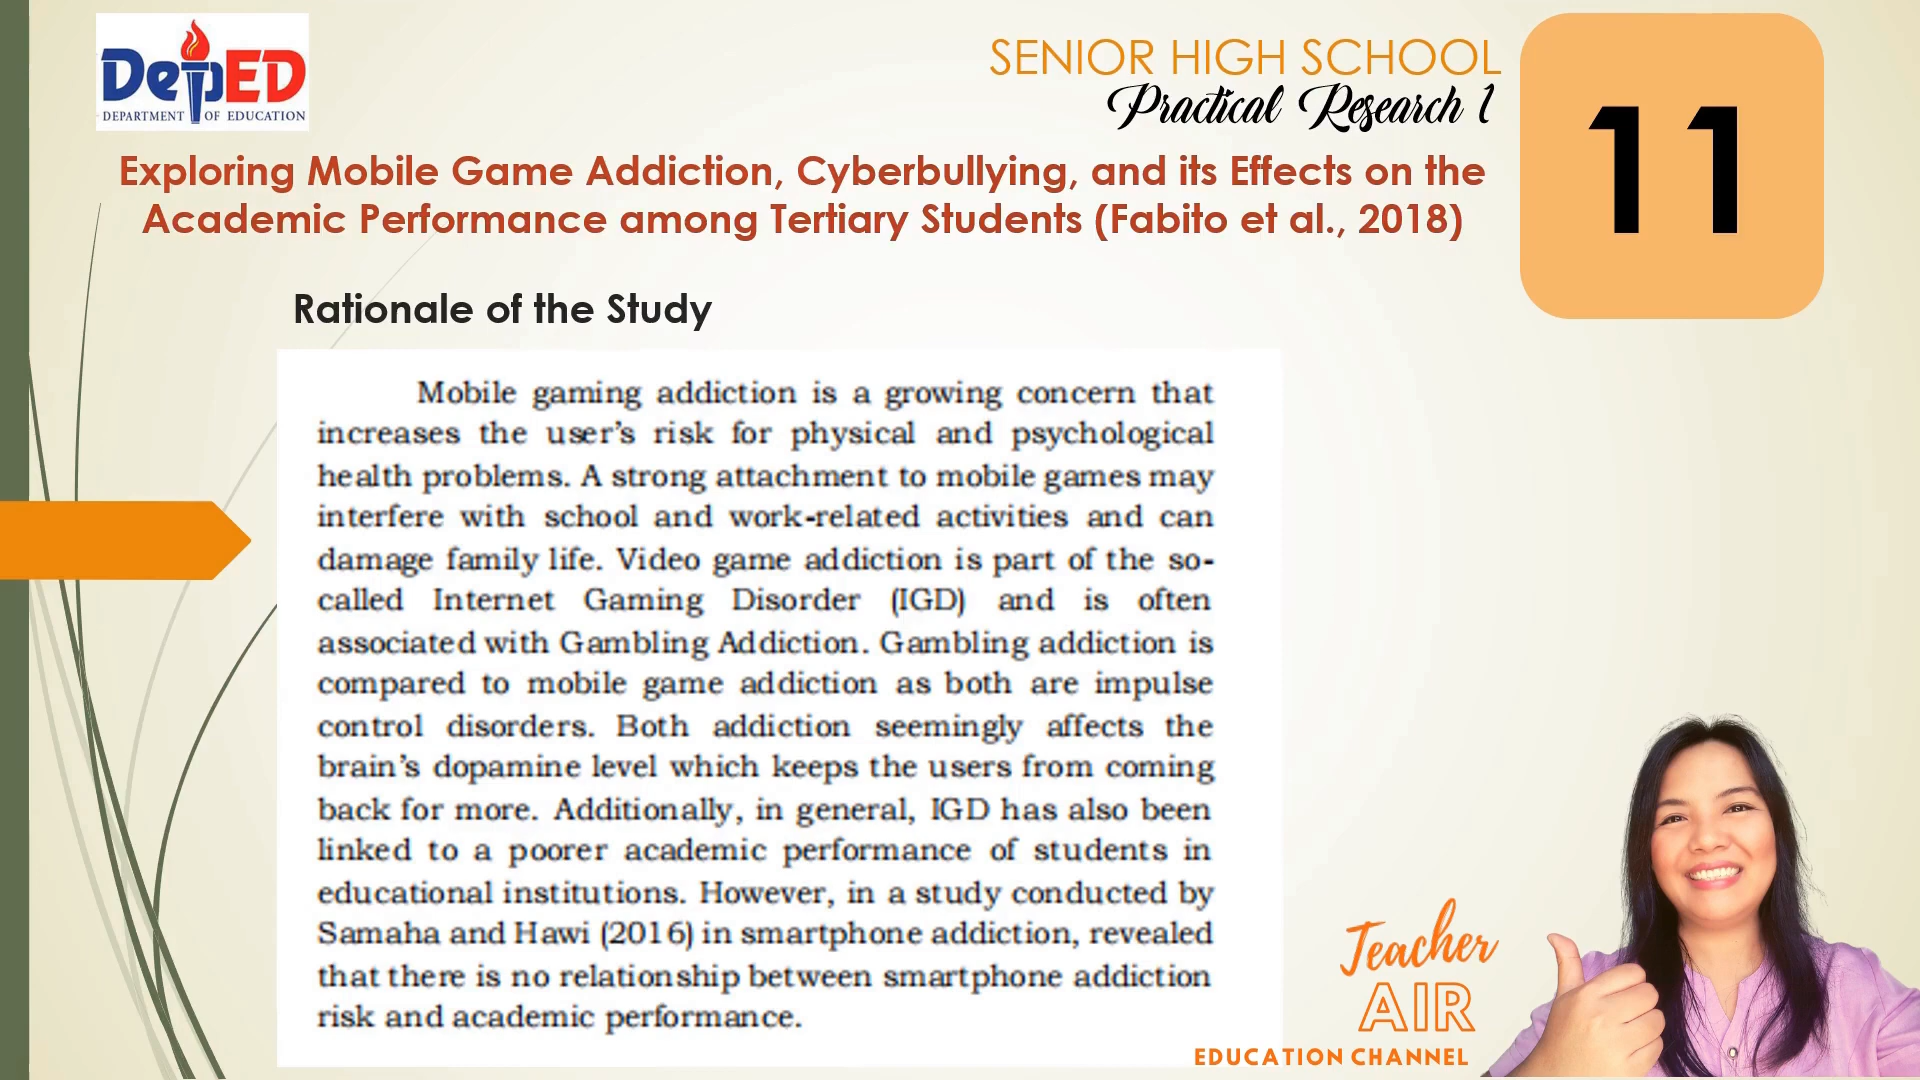 DepED
DEPARTMENT OF EDUCATION
SENIOR HIGH SCHOOL
Practical Research 1
11
Exploring Mobile Game Addiction, Cyberbullying, and its Effects on the
Academic Performance among Tertiary Students (Fabito et al., 2018)
Rationale of the Study
Mobile gaming addiction is a growing concern that
increases the user's risk for physical and psychological
health problems. A strong attachment to mobile games may
interfere with school and work-related activities and can
damage family life. Video game addiction is part of the so-
called Internet Gaming Disorder (IGD) and is often
associated with Gambling Addiction. Gambling addiction is
compared to mobile game addiction as both are impulse
control disorders. Both addiction seemingly affects the
brain's dopamine level which keeps the users from coming
back for more. Additionally, in general, IGD has also been
linked to a poorer academic performance of students in
educational institutions. However, in a study conducted by
Samaha and Hawi (2016) in smartphone addiction, revealed
that there is no relationship between smartphone addiction
risk and academic performance.
Teacher
AIR
EDUCATION CHANNEL